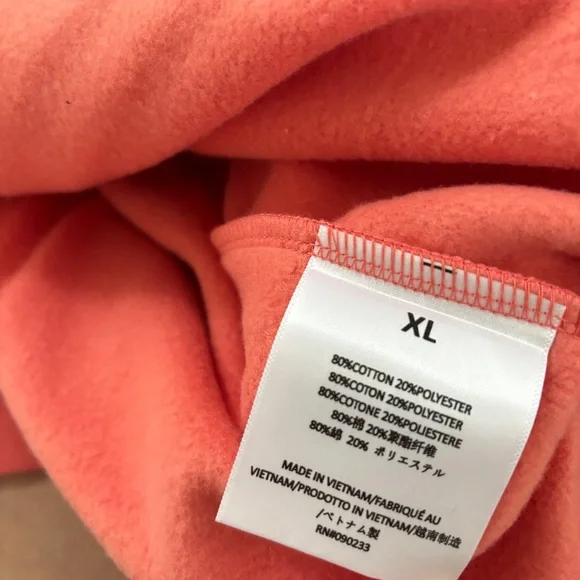 XL
80%COTTON 20%POLYESTER
80%COTON 20%POLYESTER
80%COTONE 20%POLIESTERE
80%棉 20%聚酯纤维
80%綿 20% ポリエステル
MADE IN VIETNAM/FABRIQUÉ AU
VIETNAM/PRODOTTO IN VIETNAM/越南制造
/ベトナム製
RN#090233